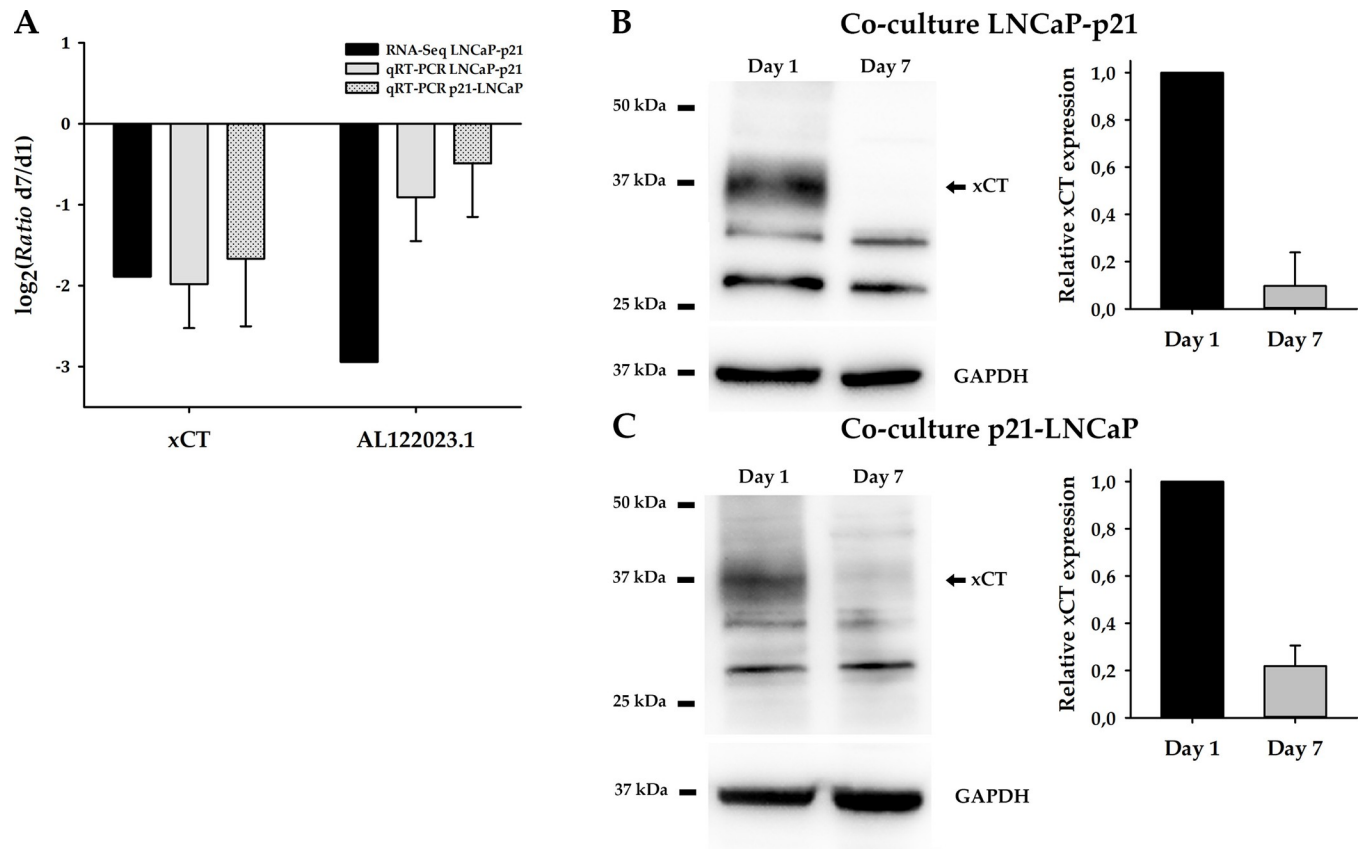 A
1
0
-1
-2
-3
log2(Ratio d7/d1)
RNA-Seq LNCaP-p21
qRT-PCR LNCaP-p21
qRT-PCR p21-LNCaP
xCT AL122023.1
B Co-culture LNCaP-p21
Day 1 Day 7
50 kDa
37 kDa
xCT
25 kDa
37 kDa
GAPDH
Relative xCT expression
1,0
0,8
0,6
0,4
0,2
0,0
Day 1 Day 7
C Co-culture p21-LNCaP
Day 1 Day 7
50 kDa
37 kDa
xCT
25 kDa
37 kDa
GAPDH
Relative xCT expression
1,0
0,8
0,6
0,4
0,2
0,0
Day 1 Day 7